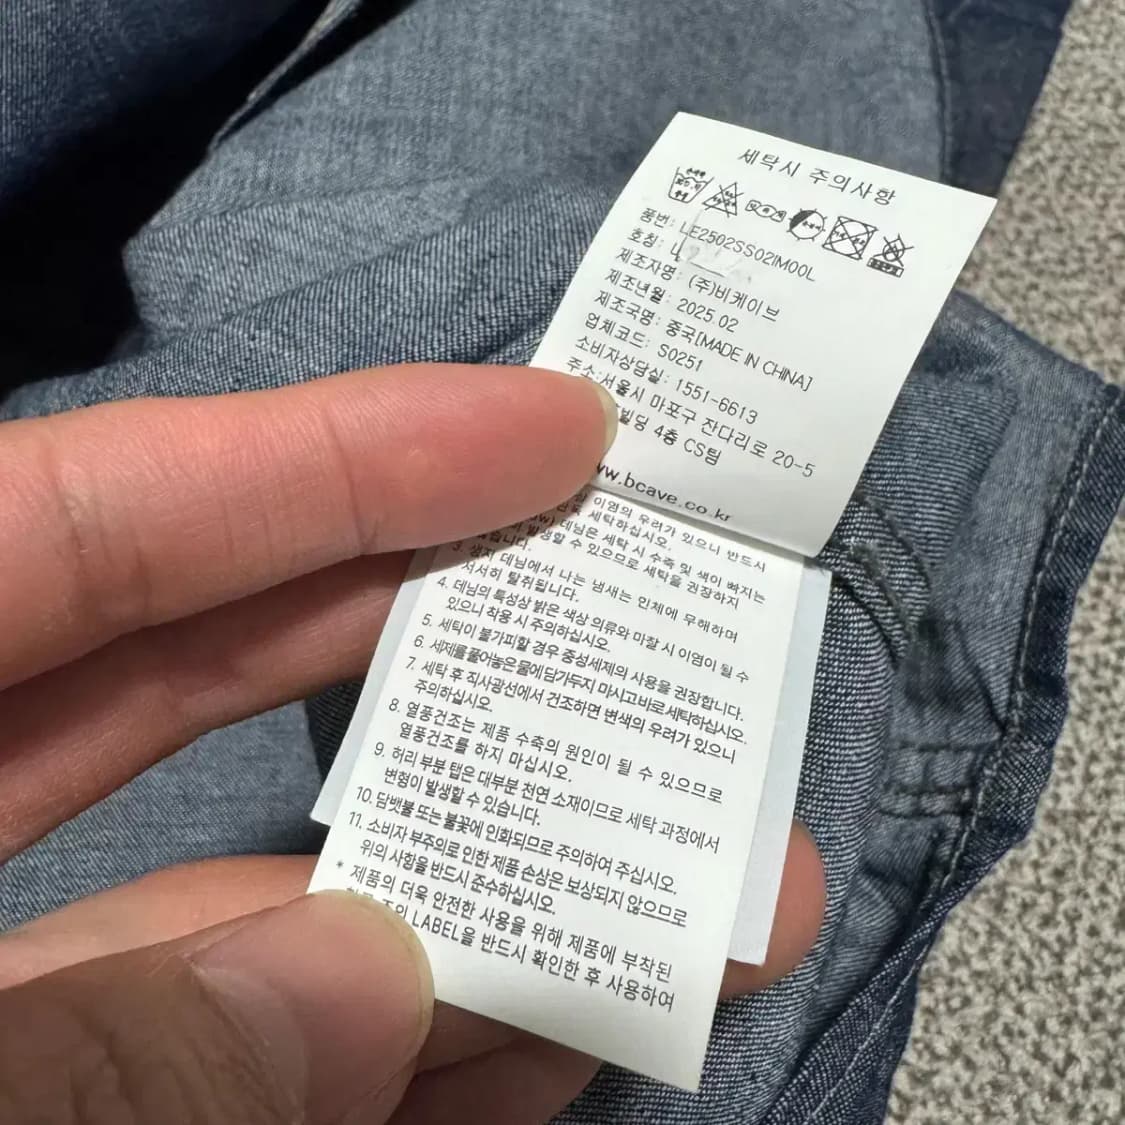 세탁시 주의사항
품번: LE2502SS02IM00L
호칭: L
제조자명: (주)비케이브
제조년월: 2025.02
제조국명: 중국[MADE IN CHINA]
업체코드: S0251
소비자상담실: 1551-6613
주소:서울시 마포구 잔다리로 20-5
빌딩 4층 CS팀
www.bcave.co.kr
이염의 우려가 있으니 반드시
세탁하십시오.
데님은 세탁 시 수축 및 색이 빠지는
발생할 수 있으므로 세탁을 권장하지
않습니다.
3. 생지 데님에서 나는 냄새는 인체에 무해하며
서서히 탈취됩니다.
4. 데님의 특성상 밝은 색상 의류와 마찰 시 이염이 될 수
있으니 착용 시 주의하십시오.
5. 세탁이 불가피할 경우 중성세제의 사용을 권장합니다.
6. 세제를 풀어놓은 물에 담가두지 마시고 바로 세탁하십시오.
7. 세탁 후 직사광선에서 건조하면 변색의 우려가 있으니
주의하십시오.
8. 열풍건조는 제품 수축의 원인이 될 수 있으므로
열풍건조를 하지 마십시오.
9. 허리 부분 탭은 대부분 천연 소재이므로 세탁 과정에서
변형이 발생할 수 있습니다.
10. 담뱃불 또는 불꽃에 인화되므로 주의하여 주십시오.
11. 소비자 부주의로 인한 제품 손상은 보상되지 않으므로
위의 사항을 반드시 준수하십시오.
* 제품의 더욱 안전한 사용을 위해 제품에 부착된
주의 LABEL을 반드시 확인한 후 사용하여